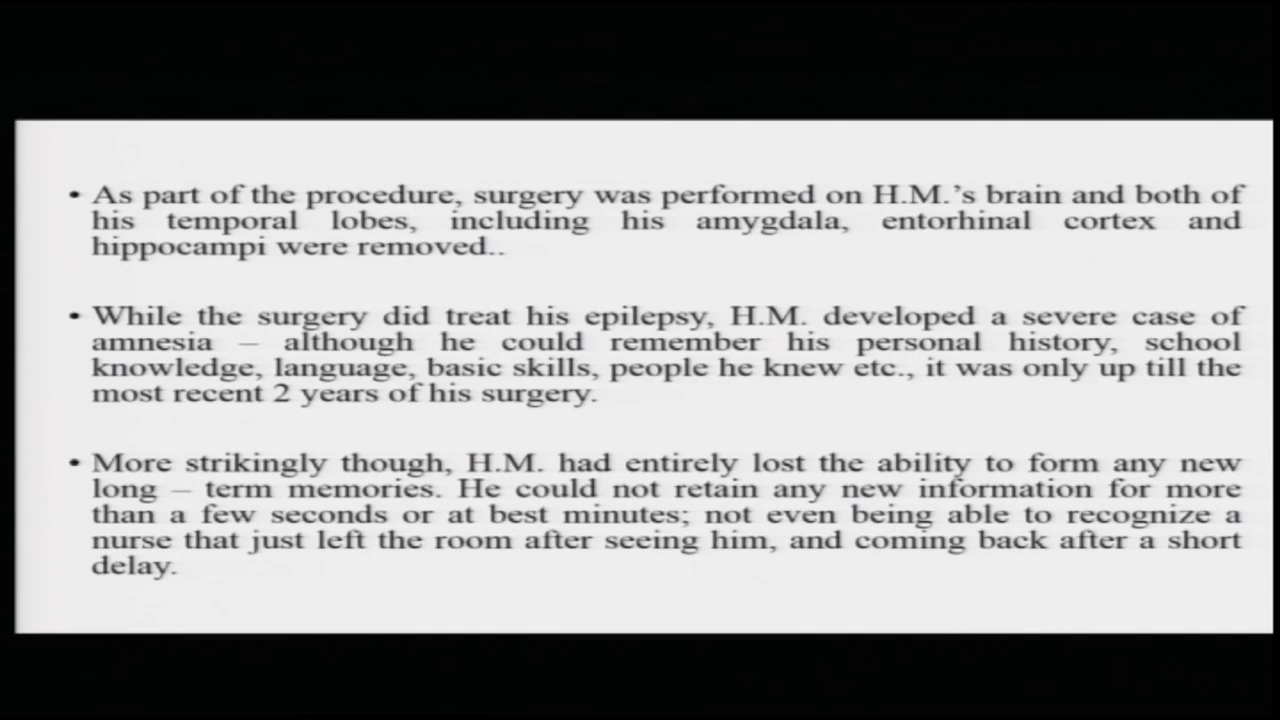 • As part of the procedure, surgery was performed on H.M.'s brain and both of
his temporal lobes, including his amygdala, entorhinal cortex and
hippocampi were removed..
• While the surgery did treat his epilepsy, H.M. developed a severe case of
amnesia – although he could remember his personal history, school
knowledge, language, basic skills, people he knew etc., it was only up till the
most recent 2 years of his surgery.
• More strikingly though, H.M. had entirely lost the ability to form any new
long – term memories. He could not retain any new information for more
than a few seconds or at best minutes; not even being able to recognize a
nurse that just left the room after seeing him, and coming back after a short
delay.